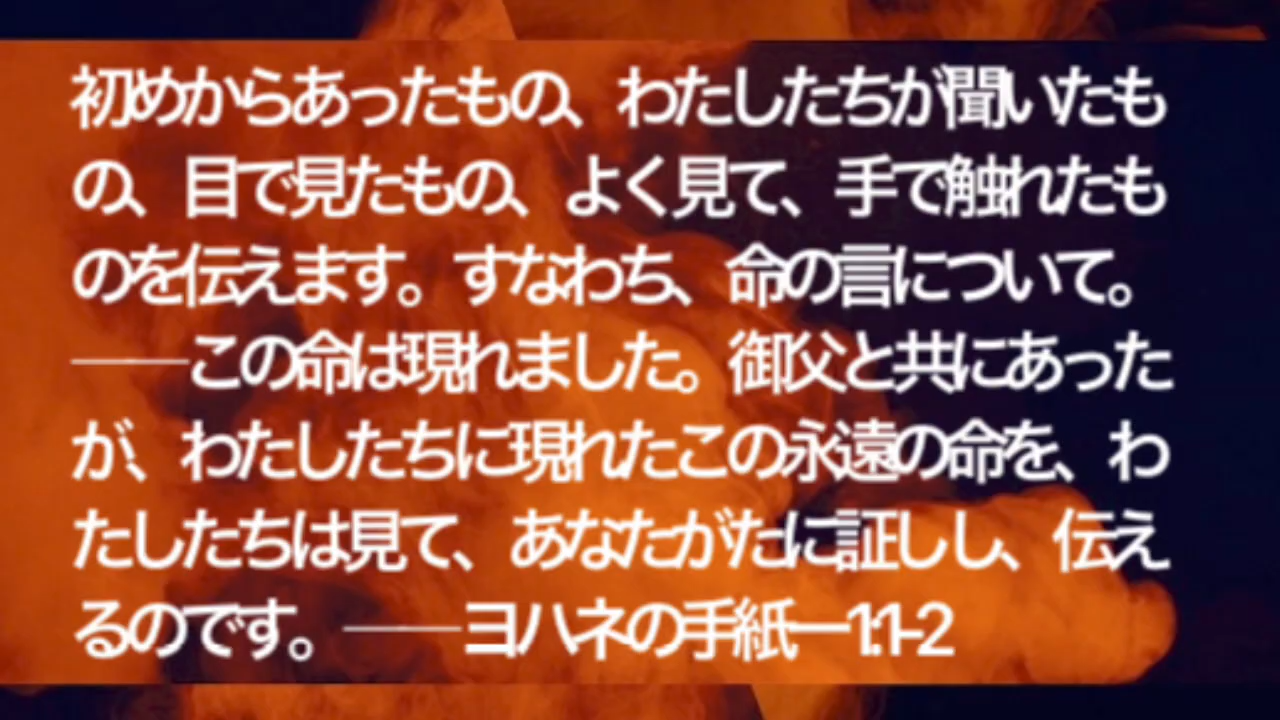 初めからあったもの、わたしたちが聞いたも
の、目で見たもの、よく見て、手で触れたも
のを伝えます。すなわち、命の言について。
――この命は現れました。御父と共にあった
が、わたしたちに現れたこの永遠の命を、わ
たしたちは見て、あなたがたに証しし、伝え
るのです。――ヨハネの手紙一1:1-2